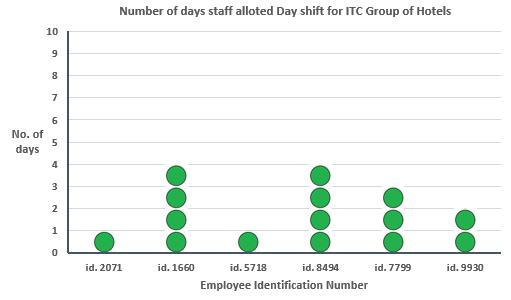 Number of days staff alloted Day shift for ITC Group of Hotels
10
9
8
7
6
5
4
3
2
1
0
No. of
days
id. 2071 id. 1660 id. 5718 id. 8494 id. 7799 id. 9930
Employee Identification Number